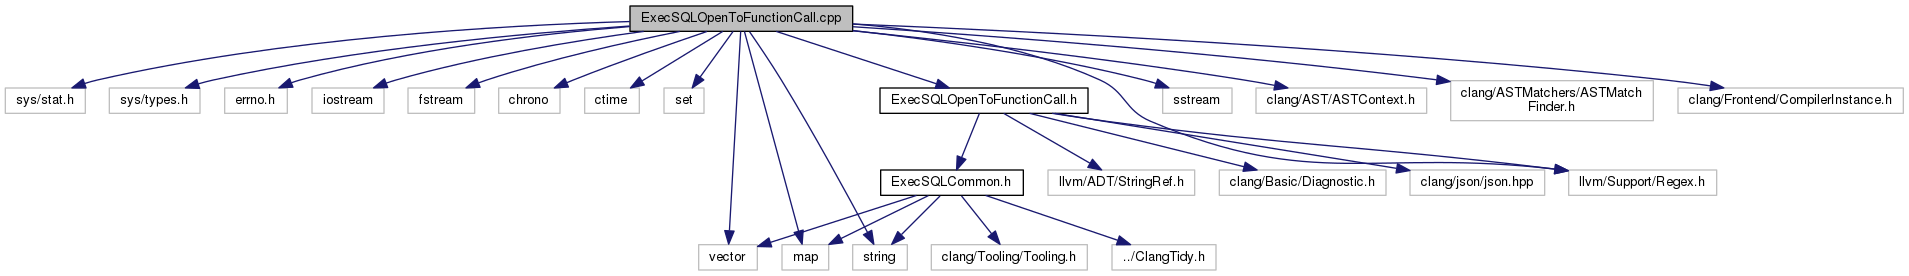 ExecSQLOpenToFunctionCall.cpp
sys/stat.h
sys/types.h
errno.h
iostream
fstream
chrono
ctime
set
ExecSQLOpenToFunctionCall.h
sstream
clang/AST/ASTContext.h
clang/ASTMatchers/ASTMatch
Finder.h
clang/Frontend/CompilerInstance.h
ExecSQLCommon.h
llvm/ADT/StringRef.h
clang/Basic/Diagnostic.h
clang/json/json.hpp
llvm/Support/Regex.h
vector
map
string
clang/Tooling/Tooling.h
../ClangTidy.h